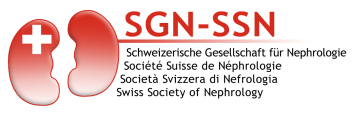 SGN-SSN
Schweizerische Gesellschaft für Nephrologie
Société Suisse de Néphrologie
Società Svizzera di Nefrologia
Swiss Society of Nephrology